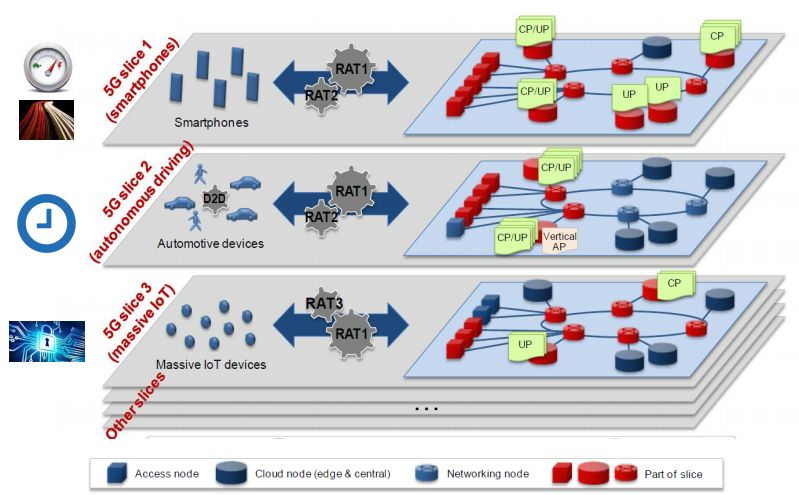 5G slice 1
(smartphones)
Smartphones
RAT1
RAT2
CP/UP
CP
CP/UP
UP
UP
5G slice 2
(autonomous driving)
D2D
Automotive devices
RAT1
RAT2
CP/UP
CP/UP
Vertical
AP
5G slice 3
(massive IoT)
Massive IoT devices
RAT3
RAT1
CP
UP
Other slices
...
Access node
Cloud node (edge & central)
Networking node
Part of slice